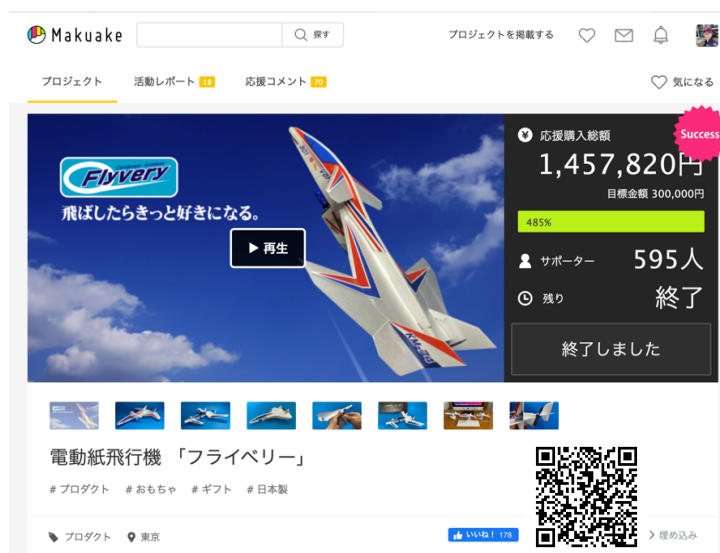 Makuake
探す
プロジェクトを掲載する
プロジェクト
活動レポート 18
応援コメント 70
気になる
Flyvery
飛ばしたらきっと好きになる。
再生
応援購入総額
Success
1,457,820円
目標金額 300,000円
485%
サポーター 595人
残り 終了
終了しました
電動紙飛行機 「フライベリー」
# プロダクト # おもちゃ # ギフト # 日本製
プロダクト 東京
いいね! 178
埋め込み